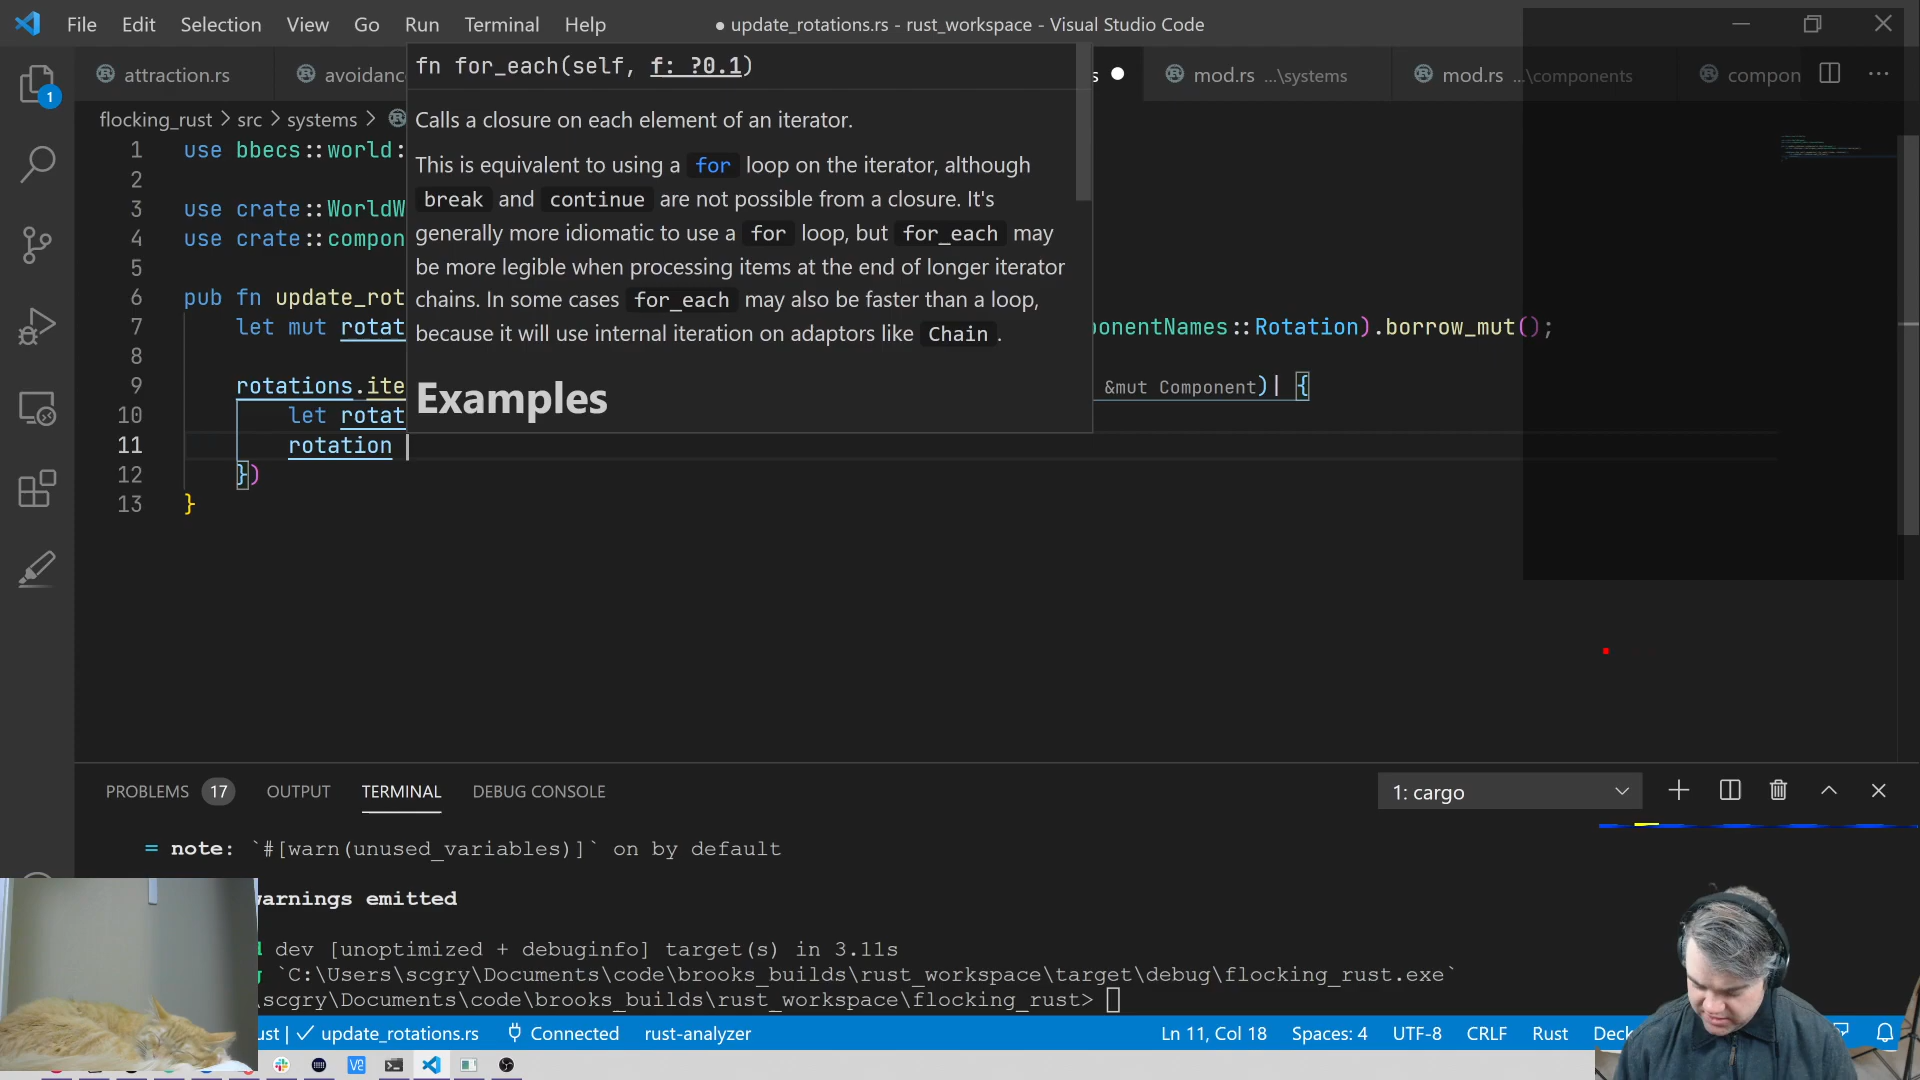 File Edit Selection View Go Run Terminal Help
● update_rotations.rs - rust_workspace - Visual Studio Code
1
attraction.rs
avoidanc
s
mod.rs ...\systems
mod.rs ...\components
compon
flocking_rust > src > systems >
fn for_each(self, f: ?0.1)
Calls a closure on each element of an iterator.
This is equivalent to using a for loop on the iterator, although
break and continue are not possible from a closure. It's
generally more idiomatic to use a for loop, but for_each may
be more legible when processing items at the end of longer iterator
chains. In some cases for_each may also be faster than a loop,
because it will use internal iteration on adaptors like Chain.
Examples
1 use bbecs::world:
2
3 use crate::WorldW
4 use crate::compon
5
6 pub fn update_rot
7 let mut rotat ponentNames::Rotation).borrow_mut();
8
9 rotations.ite &mut Component)| {
10 let rotat
11 rotation
12 })
13 }
PROBLEMS 17 OUTPUT TERMINAL DEBUG CONSOLE
1: cargo
= note: `#[warn(unused_variables)]` on by default
warnings emitted
d dev [unoptimized + debuginfo] target(s) in 3.11s
g `C:\Users\scgry\Documents\code\brooks_builds\rust_workspace\target\debug\flocking_rust.exe`
\scgry\Documents\code\brooks_builds\rust_workspace\flocking_rust>
ust | ✓ update_rotations.rs Connected rust-analyzer
Ln 11, Col 18 Spaces: 4 UTF-8 CRLF Rust Deck